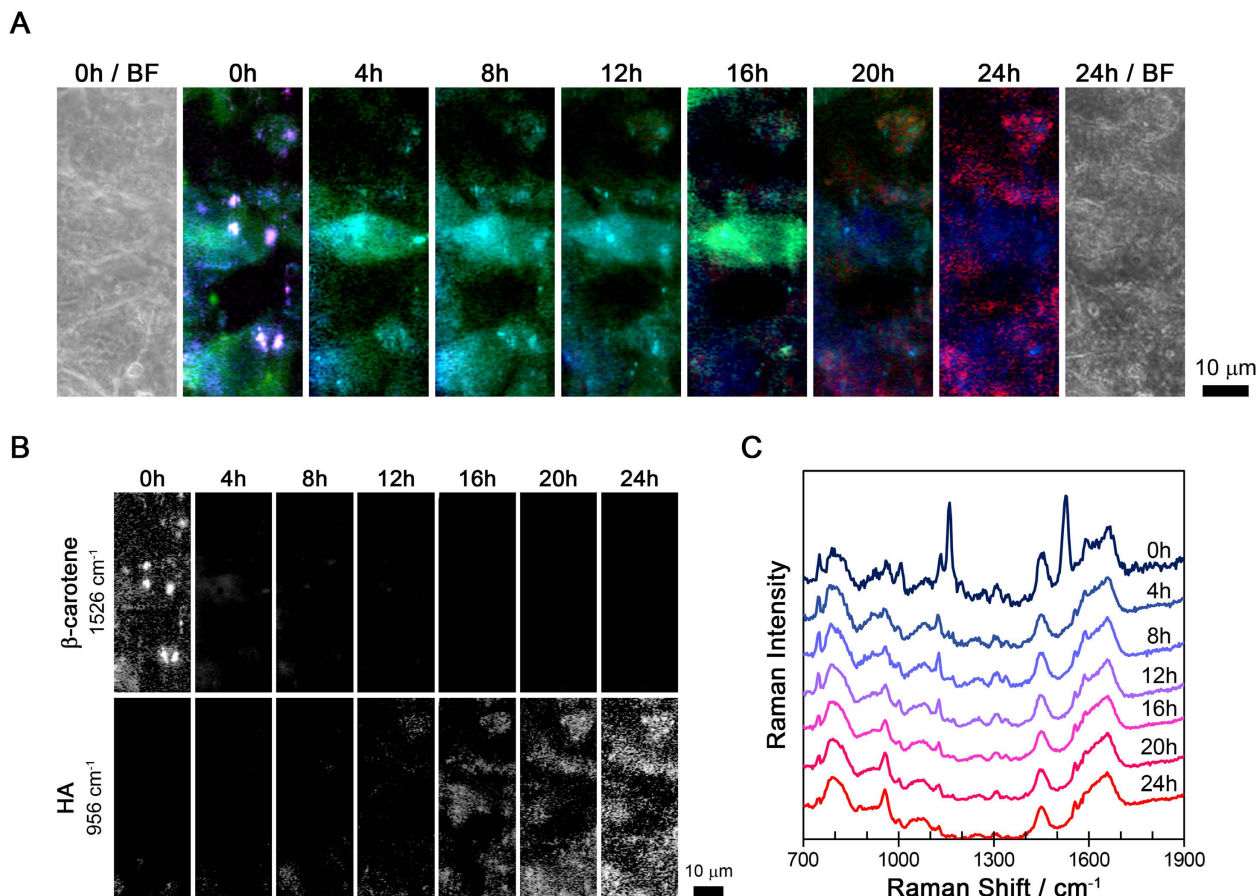 A
0h / BF 0h 4h 8h 12h 16h 20h 24h 24h / BF
10 μm
B
0h 4h 8h 12h 16h 20h 24h
β-carotene
1526 cm⁻¹
HA
956 cm⁻¹
10 μm
C
Raman Intensity
0h
4h
8h
12h
16h
20h
24h
700 1000 1300 1600 1900
Raman Shift / cm⁻¹